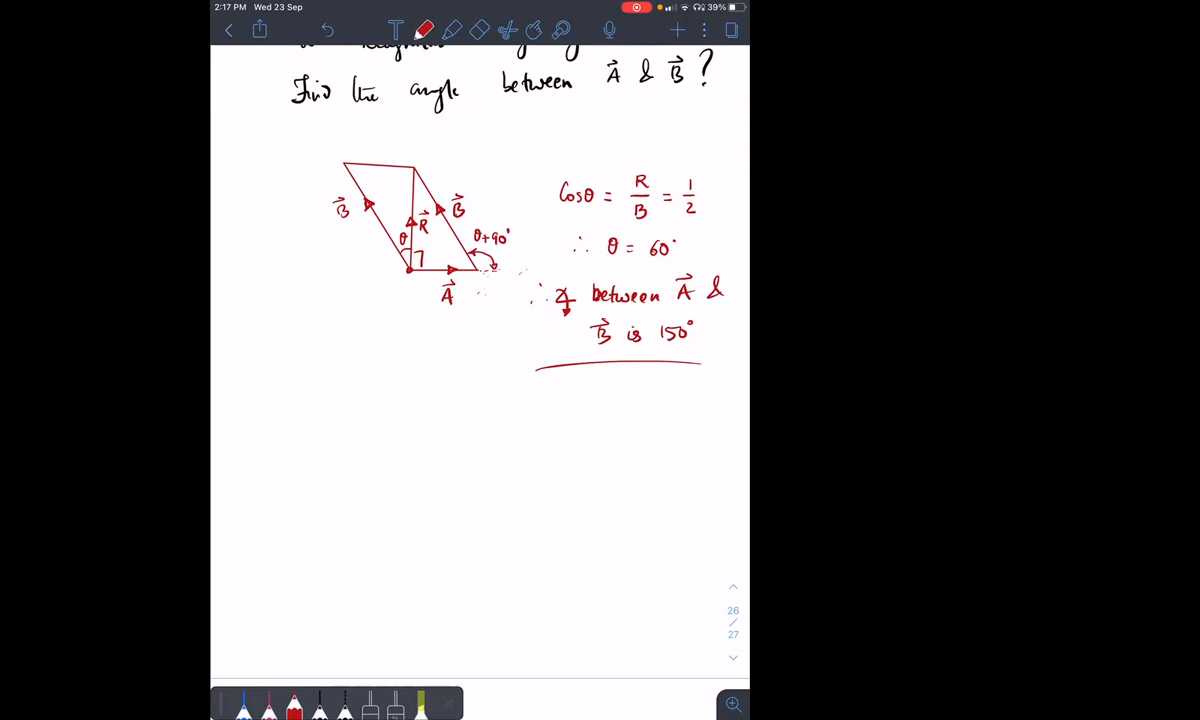 2:17 PM Wed 23 Sep
39%
T
Find the angle between A⃗ & B⃗ ?
B⃗
θ
R⃗
B⃗
θ+90°
A⃗
Cosθ = R/B = 1/2
∴ θ = 60°
∴ ∡ between A⃗ &
B⃗ is 150°
26
/
27